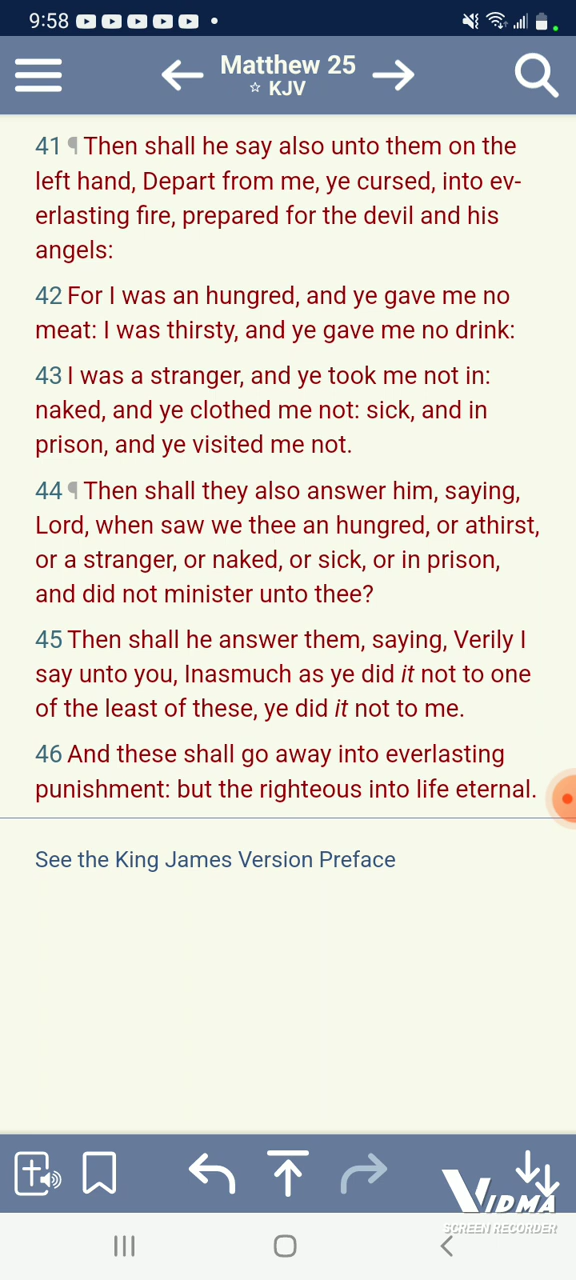 9:58
Matthew 25
☆ KJV
41 ¶ Then shall he say also unto them on the
left hand, Depart from me, ye cursed, into ev-
erlasting fire, prepared for the devil and his
angels:
42 For I was an hungred, and ye gave me no
meat: I was thirsty, and ye gave me no drink:
43 I was a stranger, and ye took me not in:
naked, and ye clothed me not: sick, and in
prison, and ye visited me not.
44 ¶ Then shall they also answer him, saying,
Lord, when saw we thee an hungred, or athirst,
or a stranger, or naked, or sick, or in prison,
and did not minister unto thee?
45 Then shall he answer them, saying, Verily I
say unto you, Inasmuch as ye did it not to one
of the least of these, ye did it not to me.
46 And these shall go away into everlasting
punishment: but the righteous into life eternal.
See the King James Version Preface
VIDMA
SCREEN RECORDER